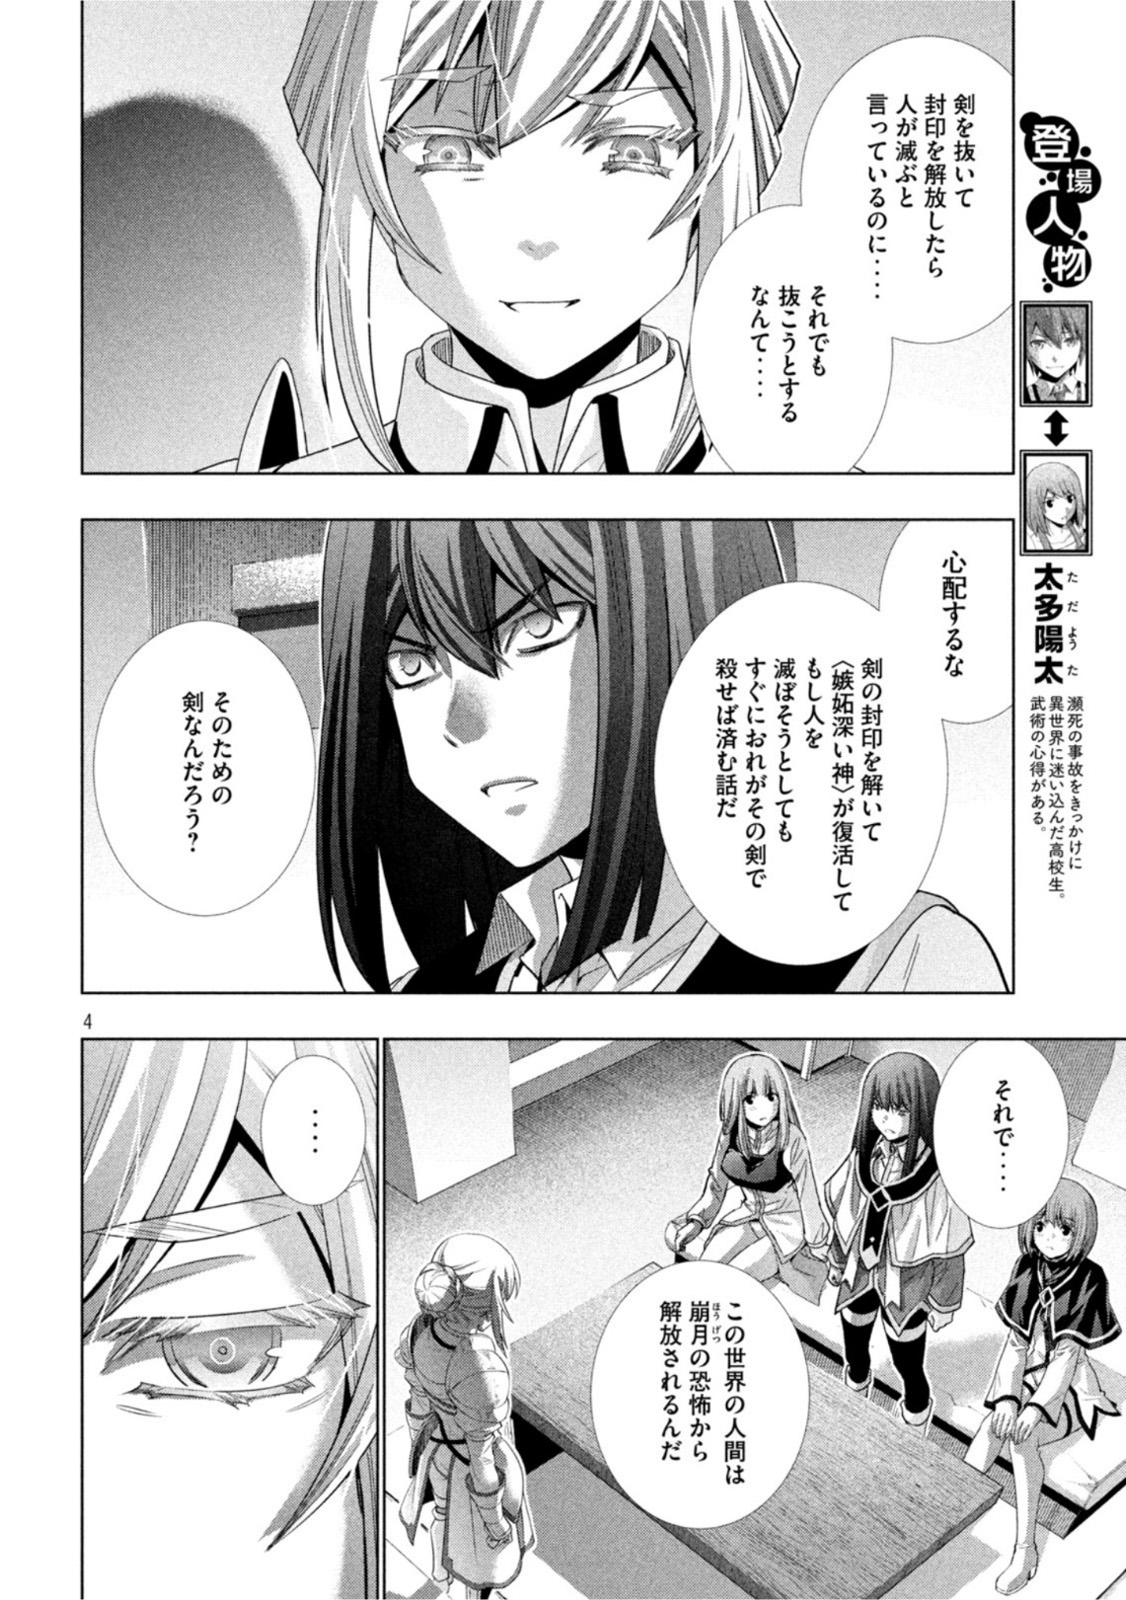 登場人物
太多陽太
ただようた
瀕死の事故をきっかけに
異世界に迷い込んだ高校生。
武術の心得がある。
剣を抜いて
封印を解放したら
人が滅ぶと
言っているのに‥‥
それでも
抜こうとする
なんて‥‥
心配するな
剣の封印を解いて
〈嫉妬深い神〉が復活して
もし人を
滅ぼそうとしても
すぐにおれがその剣で
殺せば済む話だ
そのための
剣なんだろう？
4
それで‥‥
この世界の人間は
崩月の恐怖から
ほうげつ
解放されるんだ
‥‥